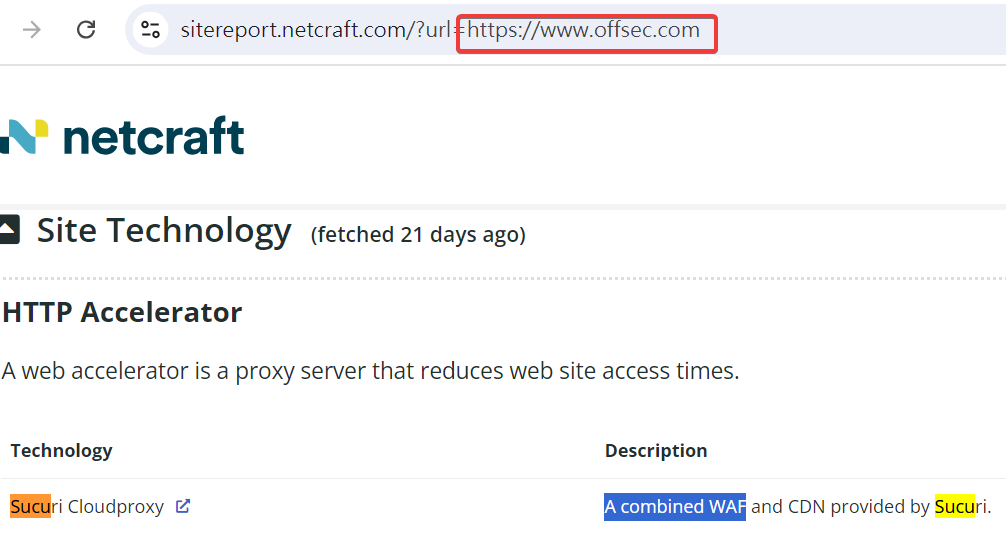 sitereport.netcraft.com/?url=https://www.offsec.com
netcraft
Site Technology (fetched 21 days ago)
HTTP Accelerator
A web accelerator is a proxy server that reduces web site access times.
Technology Description
Sucuri Cloudproxy A combined WAF and CDN provided by Sucuri.